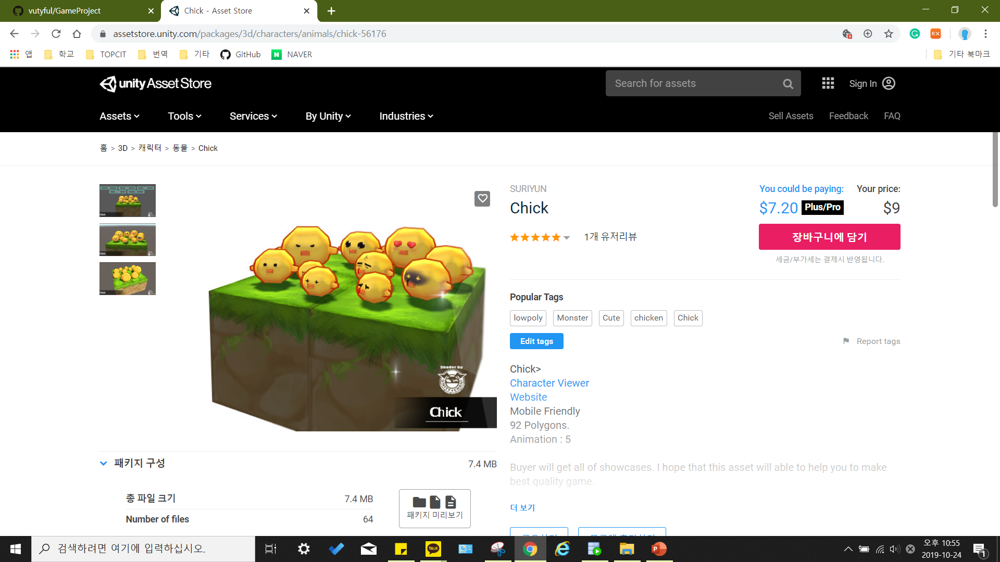 vutyful/GameProject
Chick - Asset Store
assetstore.unity.com/packages/3d/characters/animals/chick-56176
앱 학교 TOPCIT 번역 기타 GitHub NAVER 기타 북마크
unity Asset Store
Search for assets
Sign In
Assets Tools Services By Unity Industries
Sell Assets Feedback FAQ
홈 > 3D > 캐릭터 > 동물 > Chick
SURIYUN
Chick
1개 유저리뷰
You could be paying:
$7.20 Plus/Pro
Your price:
$9
장바구니에 담기
세금/부가세는 결제시 반영됩니다.
Popular Tags
lowpoly Monster Cute chicken Chick
Edit tags
Report tags
Chick>
Character Viewer
Website
Mobile Friendly
92 Polygons.
Animation : 5
Buyer will get all of showcases. I hope that this asset will able to help you to make
best quality game.
더 보기
Shader by
Chick
패키지 구성 7.4 MB
총 파일 크기 7.4 MB
Number of files 64
패키지 미리보기
검색하려면 여기에 입력하십시오.
TALK
오후 10:55
2019-10-24
1